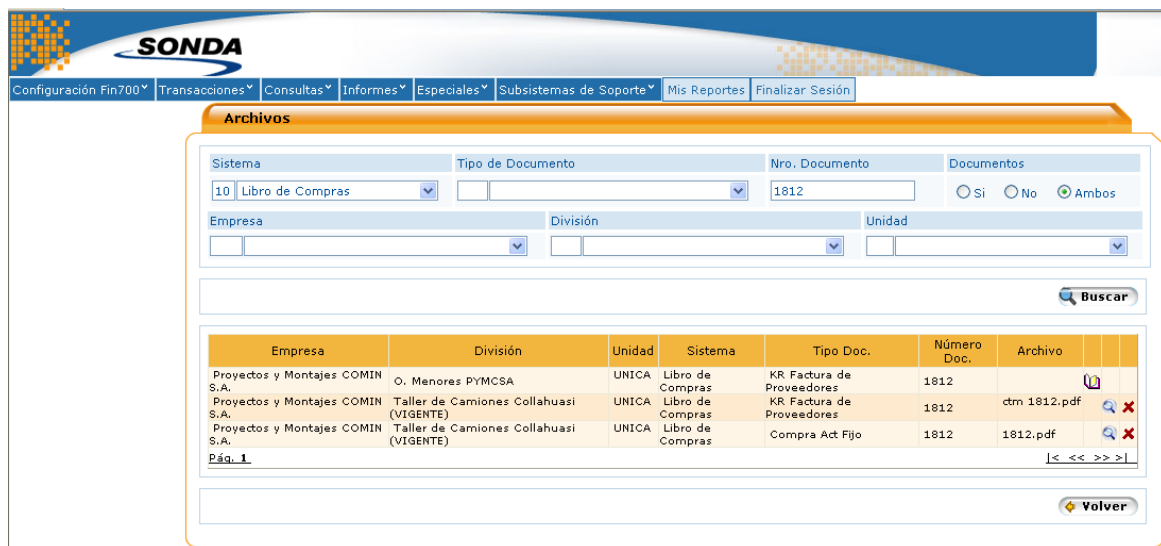 SONDA
Configuración Fin700 Transacciones Consultas Informes Especiales Subsistemas de Soporte Mis Reportes Finalizar Sesión
Archivos
Sistema Tipo de Documento Nro. Documento Documentos
10 Libro de Compras 1812 Si No Ambos
Empresa División Unidad
Buscar
Empresa División Unidad Sistema Tipo Doc. Número Doc. Archivo
Proyectos y Montajes COMIN S.A. O. Menores PYMCSA UNICA Libro de Compras KR Factura de Proveedores 1812
Proyectos y Montajes COMIN S.A. Taller de Camiones Collahuasi (VIGENTE) UNICA Libro de Compras KR Factura de Proveedores 1812 ctm 1812.pdf
Proyectos y Montajes COMIN S.A. Taller de Camiones Collahuasi (VIGENTE) UNICA Libro de Compras Compra Act Fijo 1812 1812.pdf
Pág. 1 |< << >> >|
Volver